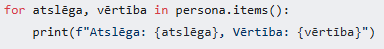 for atslēga, vērtība in persona.items():
    print(f"Atslēga: {atslēga}, Vērtība: {vērtība}")